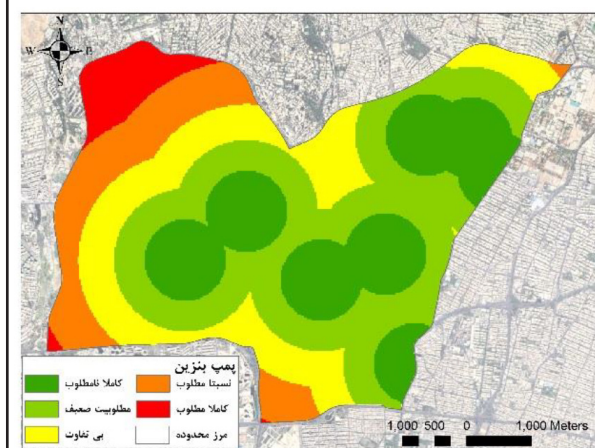 N
W E
S
پمپ بنزین
کاملا نامطلوب نسبتا مطلوب
مطلوبیت ضعیف کاملا مطلوب
بی تفاوت مرز محدوده
1,000 500 0 1,000 Meters